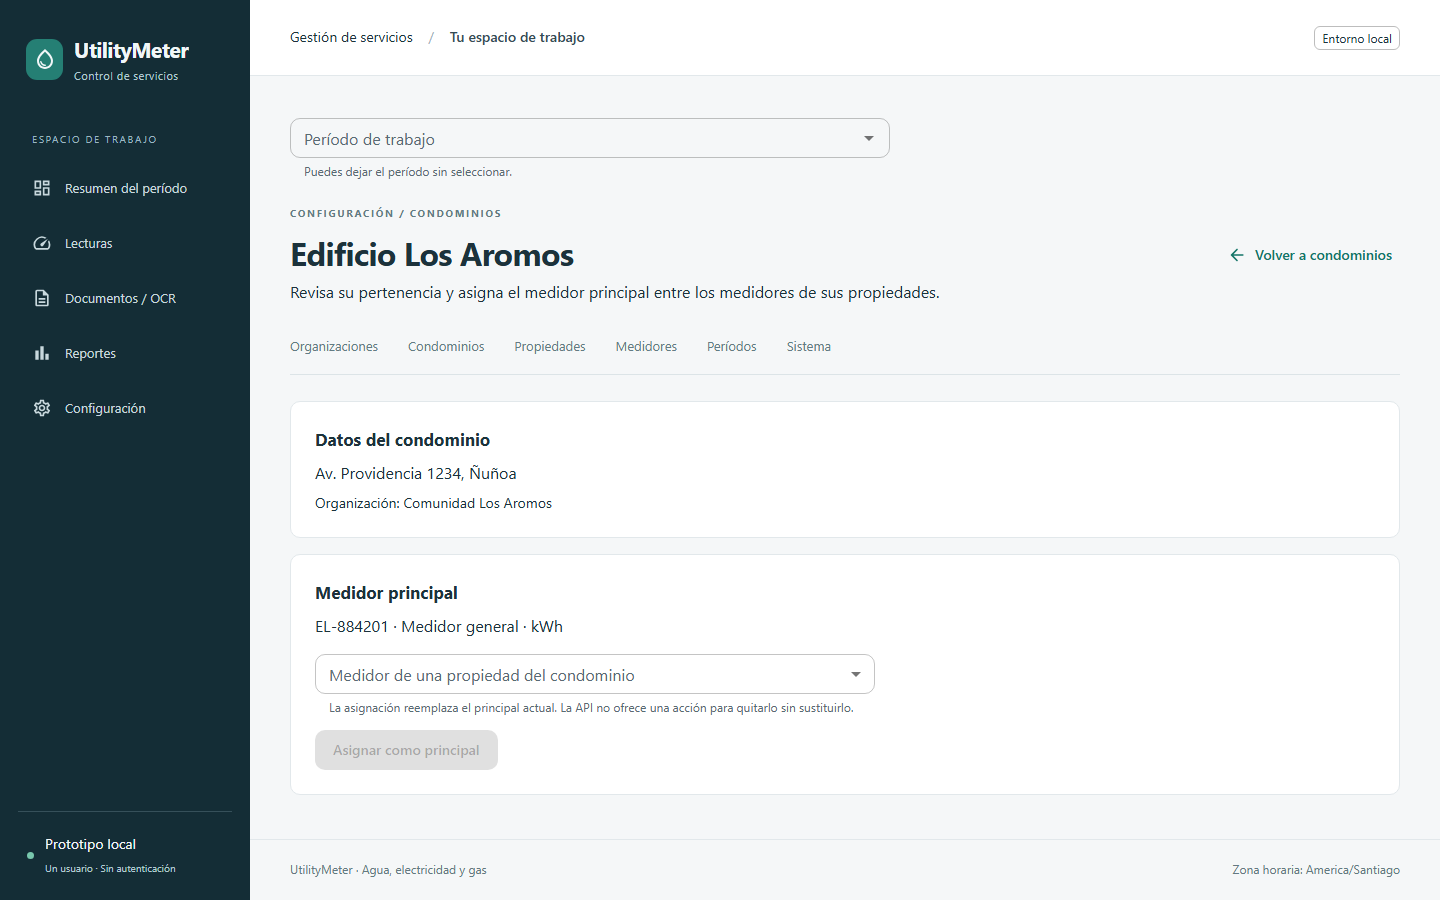 UtilityMeter
Control de servicios
ESPACIO DE TRABAJO
Resumen del período
Lecturas
Documentos / OCR
Reportes
Configuración
Prototipo local
Un usuario · Sin autenticación
Gestión de servicios / Tu espacio de trabajo
Entorno local
Período de trabajo
Puedes dejar el período sin seleccionar.
CONFIGURACIÓN / CONDOMINIOS
Edificio Los Aromos
Volver a condominios
Revisa su pertenencia y asigna el medidor principal entre los medidores de sus propiedades.
Organizaciones Condominios Propiedades Medidores Períodos Sistema
Datos del condominio
Av. Providencia 1234, Ñuñoa
Organización: Comunidad Los Aromos
Medidor principal
EL-884201 · Medidor general · kWh
Medidor de una propiedad del condominio
La asignación reemplaza el principal actual. La API no ofrece una acción para quitarlo sin sustituirlo.
Asignar como principal
UtilityMeter · Agua, electricidad y gas
Zona horaria: America/Santiago